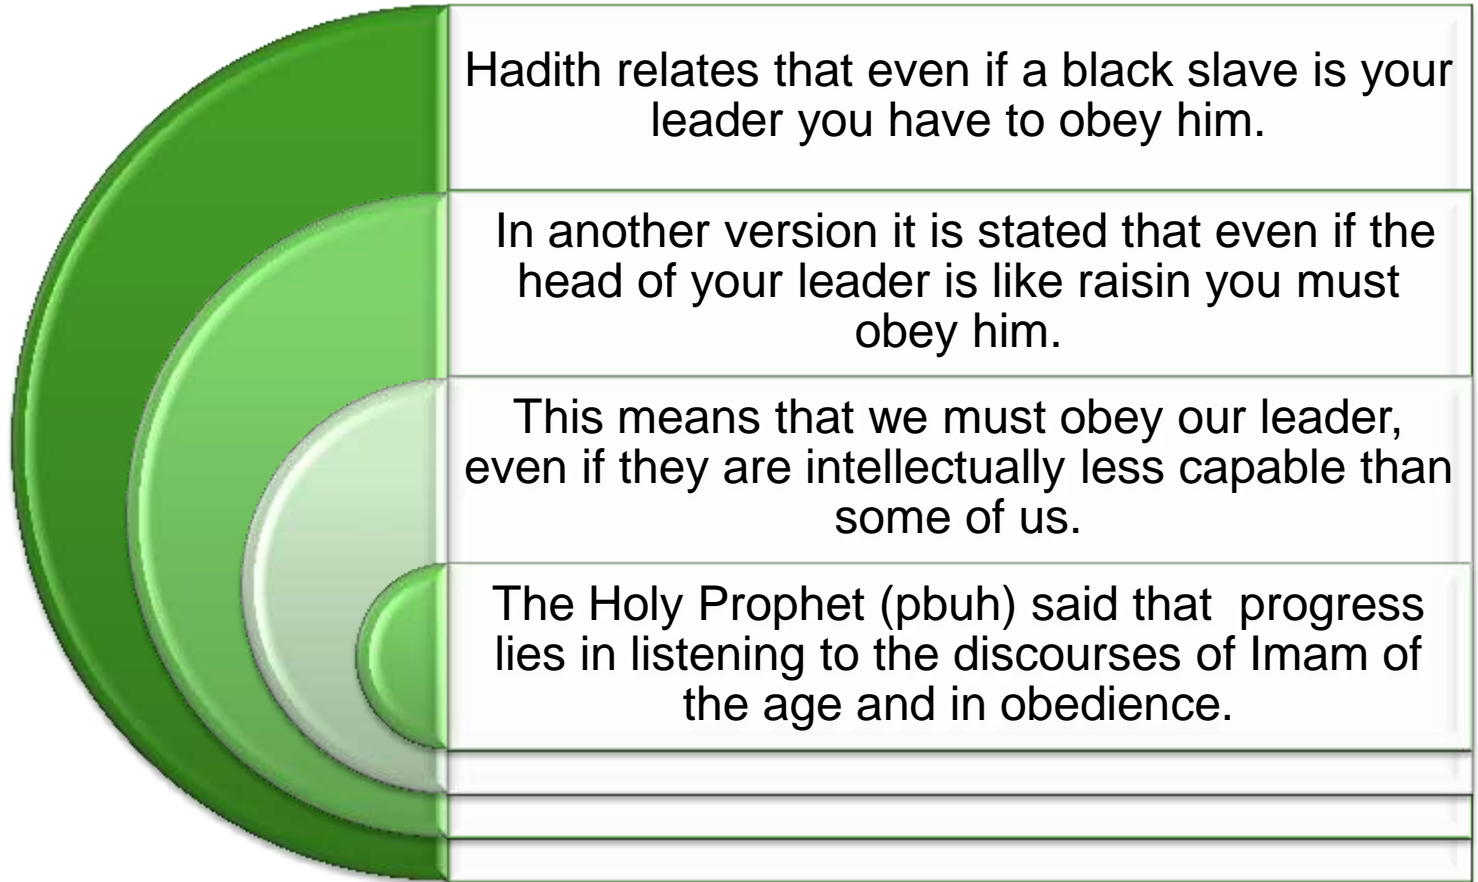 Hadith relates that even if a black slave is your
leader you have to obey him.
In another version it is stated that even if the
head of your leader is like raisin you must
obey him.
This means that we must obey our leader,
even if they are intellectually less capable than
some of us.
The Holy Prophet (pbuh) said that  progress
lies in listening to the discourses of Imam of
the age and in obedience.